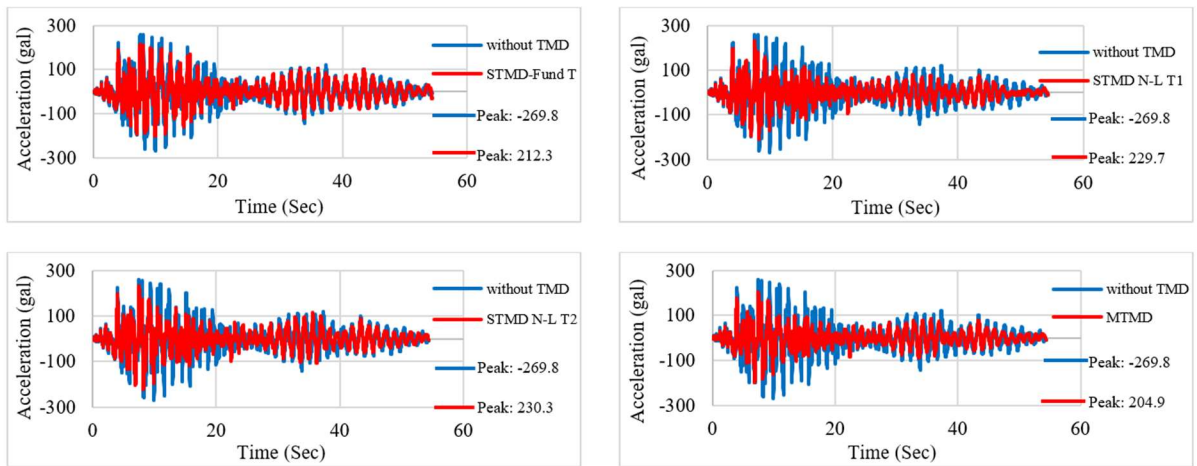 Acceleration (gal)
300
100
-100
-300
0
20
40
60
Time (Sec)
without TMD
STMD-Fund T
Peak: -269.8
Peak: 212.3
Acceleration (gal)
300
100
-100
-300
0
20
40
60
Time (Sec)
without TMD
STMD N-L T1
Peak: -269.8
Peak: 229.7
Acceleration (gal)
300
100
-100
-300
0
20
40
60
Time (Sec)
without TMD
STMD N-L T2
Peak: -269.8
Peak: 230.3
Acceleration (gal)
300
100
-100
-300
0
20
40
60
Time (Sec)
without TMD
MTMD
Peak: -269.8
Peak: 204.9